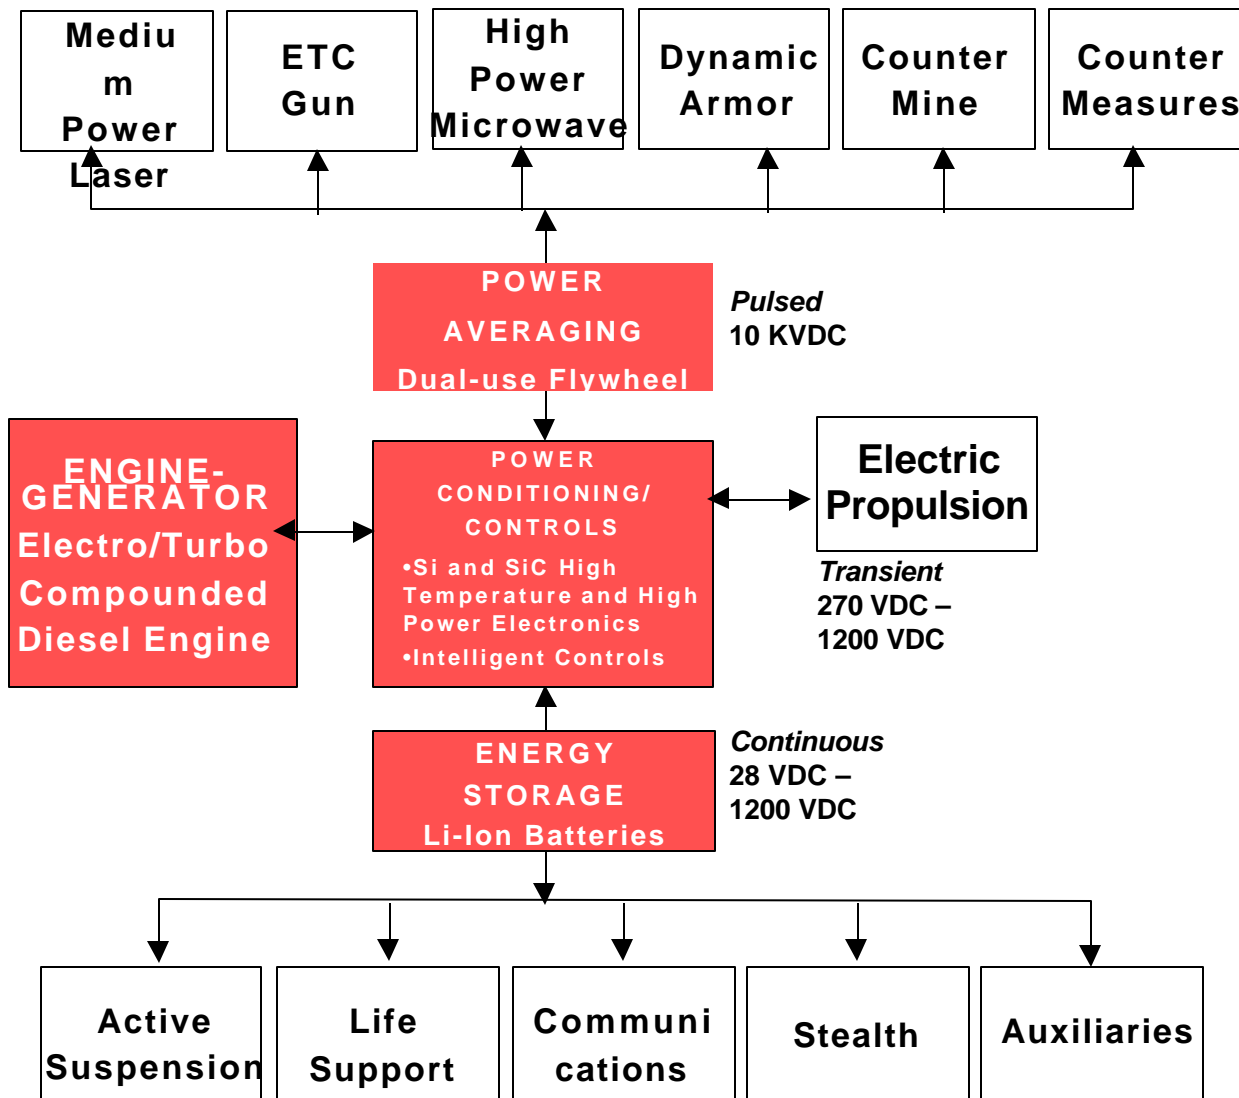 Mediu
m
Power
Laser
ETC
Gun
High
Power
Microwave
Dynamic
Armor
Counter
Mine
Counter
Measures
POWER
AVERAGING
Dual-use Flywheel
Pulsed
10 KVDC
ENGINE-
GENERATOR
Electro/Turbo
Compounded
Diesel Engine
POWER
CONDITIONING/
CONTROLS
•Si and SiC High
Temperature and High
Power Electronics
•Intelligent Controls
Electric
Propulsion
Transient
270 VDC –
1200 VDC
ENERGY
STORAGE
Li-Ion Batteries
Continuous
28 VDC –
1200 VDC
Active
Suspension
Life
Support
Communi
cations
Stealth
Auxiliaries